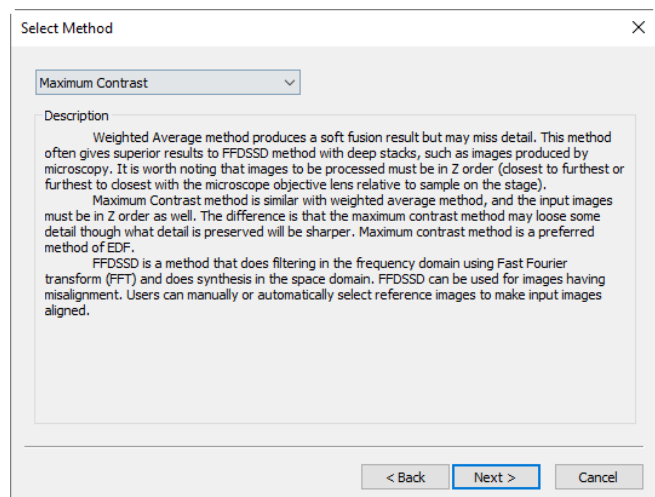 Select Method
Maximum Contrast
Description
Weighted Average method produces a soft fusion result but may miss detail. This method
often gives superior results to FFDSSD method with deep stacks, such as images produced by
microscopy. It is worth noting that images to be processed must be in Z order (closest to furthest or
furthest to closest with the microscope objective lens relative to sample on the stage).
Maximum Contrast method is similar with weighted average method, and the input images
must be in Z order as well. The difference is that the maximum contrast method may loose some
detail though what detail is preserved will be sharper. Maximum contrast method is a preferred
method of EDF.
FFDSSD is a method that does filtering in the frequency domain using Fast Fourier
transform (FFT) and does synthesis in the space domain. FFDSSD can be used for images having
misalignment. Users can manually or automatically select reference images to make input images
aligned.
< Back Next > Cancel